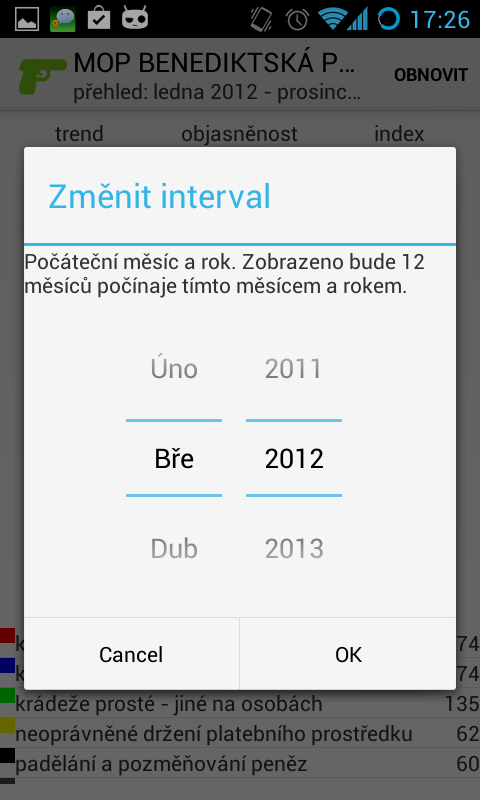 17:26
MOP BENEDIKTSKÁ P...
přehled: ledna 2012 - prosinc...
OBNOVIT
trend objasněnost index
Změnit interval
Počáteční měsíc a rok. Zobrazeno bude 12
měsíců počínaje tímto měsícem a rokem.
Úno 2011
Bře 2012
Dub 2013
Cancel OK
k 74
k 74
krádeže prosté - jiné na osobách 135
neoprávněné držení platebního prostředku 62
padělání a pozměňování peněz 60